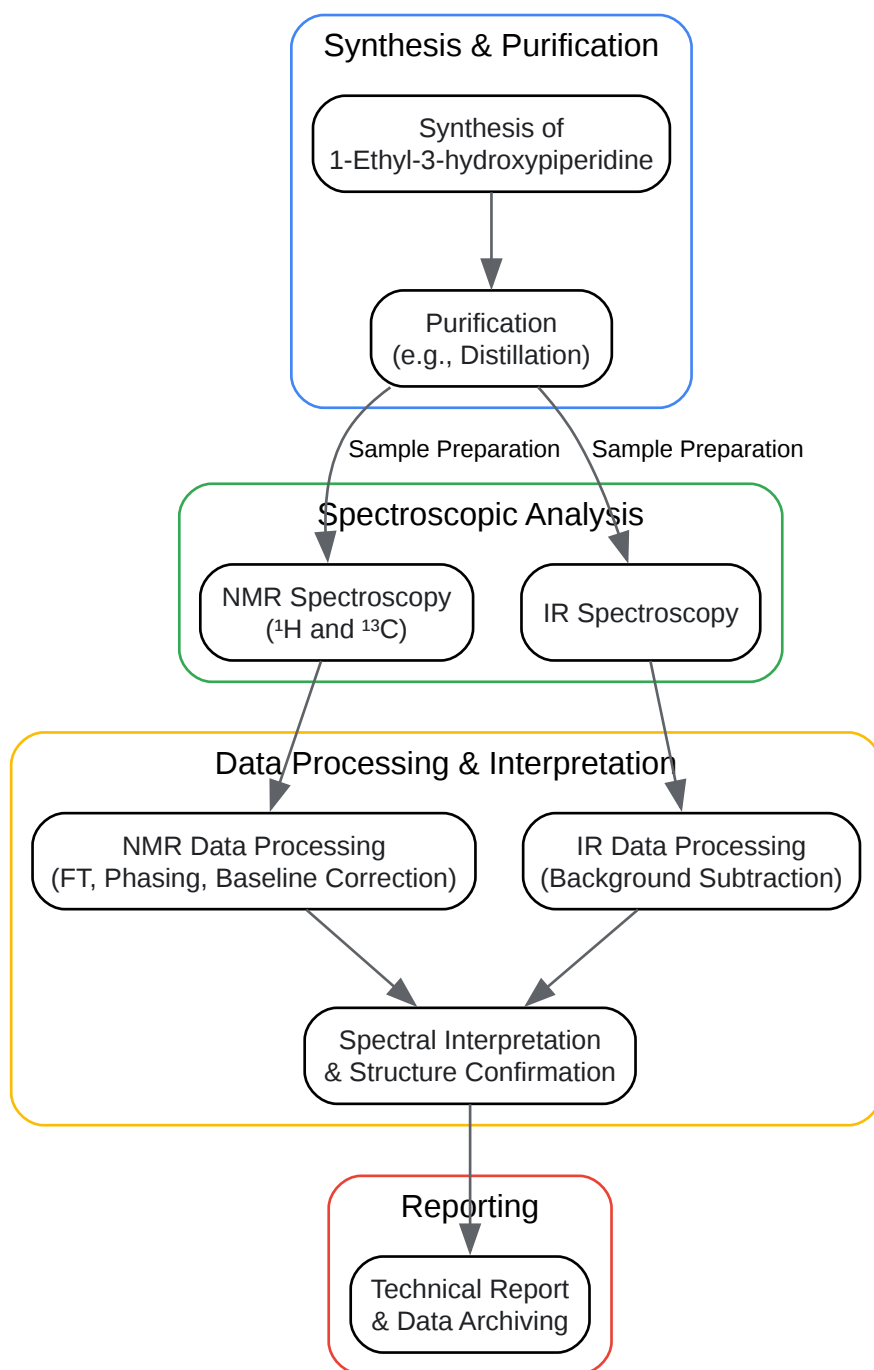 Synthesis & Purification
Synthesis of
1-Ethyl-3-hydroxypiperidine
Purification
(e.g., Distillation)
Sample Preparation
Sample Preparation
Spectroscopic Analysis
NMR Spectroscopy
(¹H and ¹³C)
IR Spectroscopy
Data Processing & Interpretation
NMR Data Processing
(FT, Phasing, Baseline Correction)
IR Data Processing
(Background Subtraction)
Spectral Interpretation
& Structure Confirmation
Reporting
Technical Report
& Data Archiving